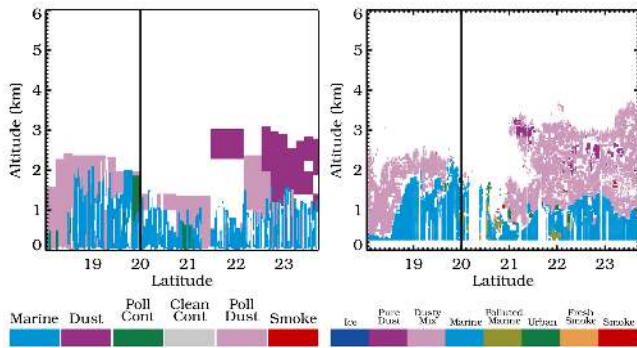 6
5
4
3
2
1
0
Altitude (km)
19 20 21 22 23
Latitude
6
5
4
3
2
1
0
Altitude (km)
19 20 21 22 23
Latitude
Marine Dust Poll Cont Clean Cont Poll Dust Smoke
Ice Pure Dust Dusty Mix Marine Polluted Marine Urban Fresh Smoke Smoke